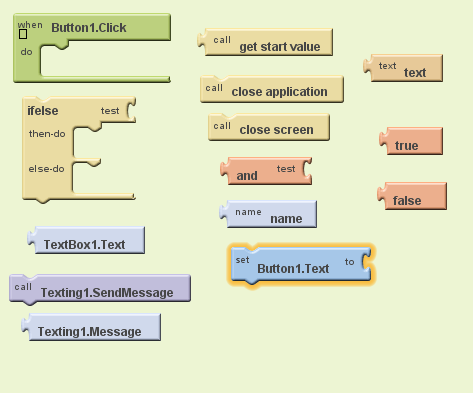 when Button1.Click
do
ifelse test
then-do
else-do
TextBox1.Text
call Texting1.SendMessage
Texting1.Message
call get start value
call close application
call close screen
and test
name name
set Button1.Text to
text text
true
false